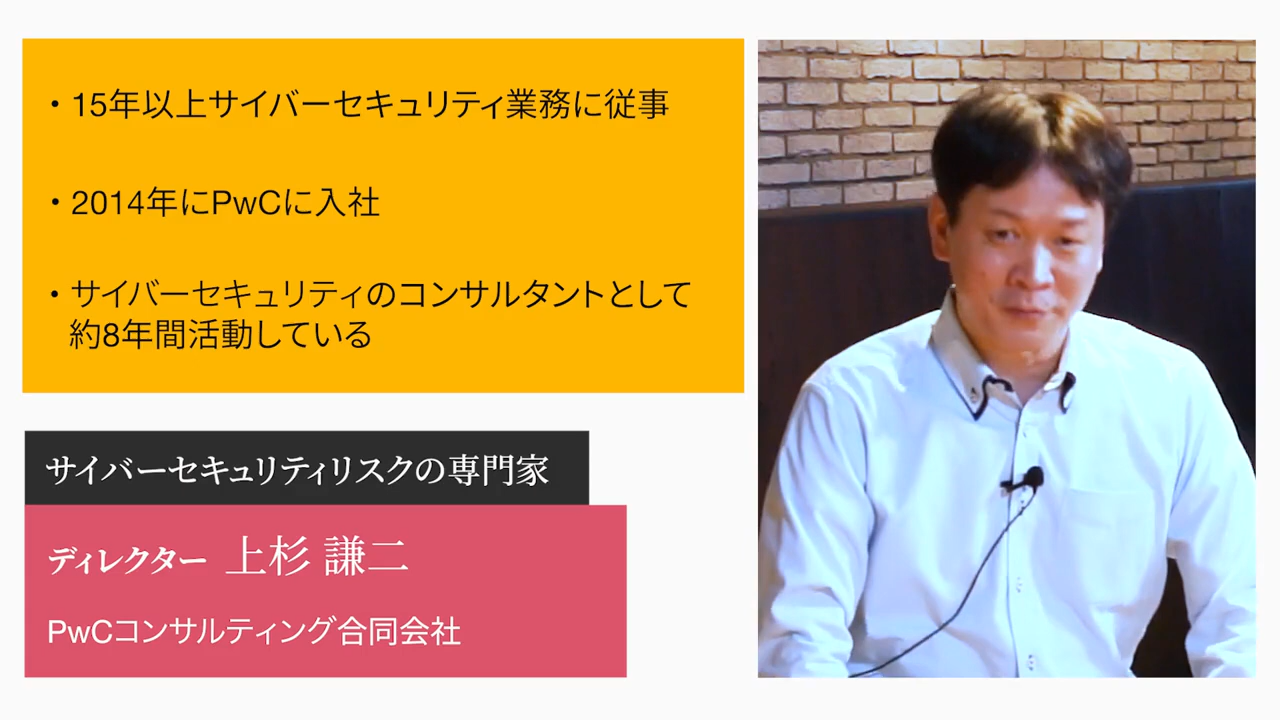 ・15年以上サイバーセキュリティ業務に従事
・2014年にPwCに入社
・サイバーセキュリティのコンサルタントとして
約8年間活動している
サイバーセキュリティリスクの専門家
ディレクター 上杉 謙二
PwCコンサルティング合同会社